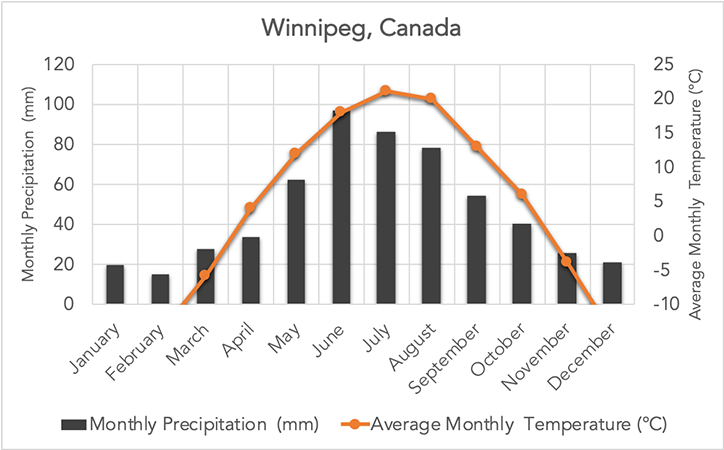 Winnipeg, Canada
Monthly Precipitation (mm)
120
100
80
60
40
20
0
25
20
15
10
5
0
-5
-10
Average Monthly Temperature (°C)
January
February
March
April
May
June
July
August
September
October
November
December
Monthly Precipitation (mm)
Average Monthly Temperature (°C)